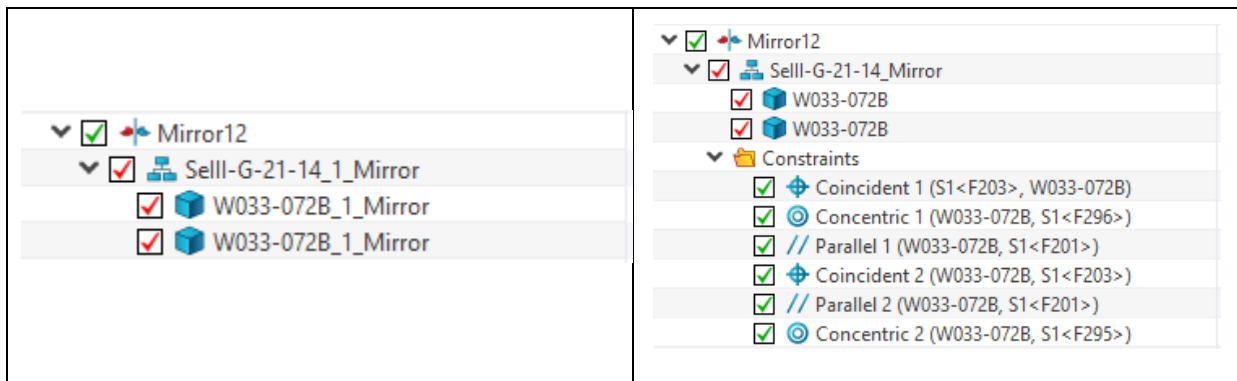 Mirror12
SeIII-G-21-14_1_Mirror
W033-072B_1_Mirror
W033-072B_1_Mirror
Mirror12
SeIII-G-21-14_Mirror
W033-072B
W033-072B
Constraints
Coincident 1 (S1<F203>, W033-072B)
Concentric 1 (W033-072B, S1<F296>)
// Parallel 1 (W033-072B, S1<F201>)
Coincident 2 (W033-072B, S1<F203>)
// Parallel 2 (W033-072B, S1<F201>)
Concentric 2 (W033-072B, S1<F295>)